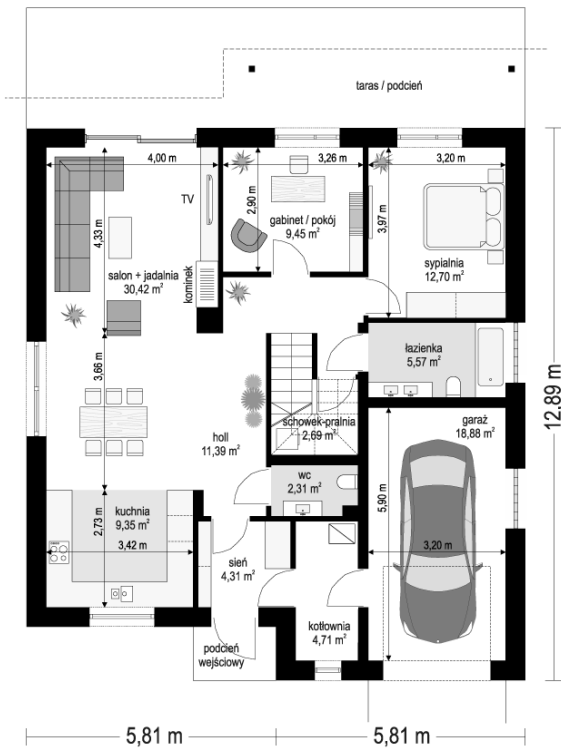 taras / podcień
4,00 m
3,26 m
3,20 m
TV
4,33 m
2,90 m
3,97 m
gabinet / pokój
9,45 m²
salon + jadalnia
30,42 m²
kominek
sypialnia
12,70 m²
3,66 m
łazienka
5,57 m²
12,89 m
schowek-pralnia
2,69 m²
garaż
18,88 m²
holl
11,39 m²
wc
2,31 m²
5,90 m
kuchnia
9,35 m²
2,73 m
3,42 m
3,20 m
sień
4,31 m²
kotłownia
4,71 m²
podcień
wejściowy
5,81 m
5,81 m